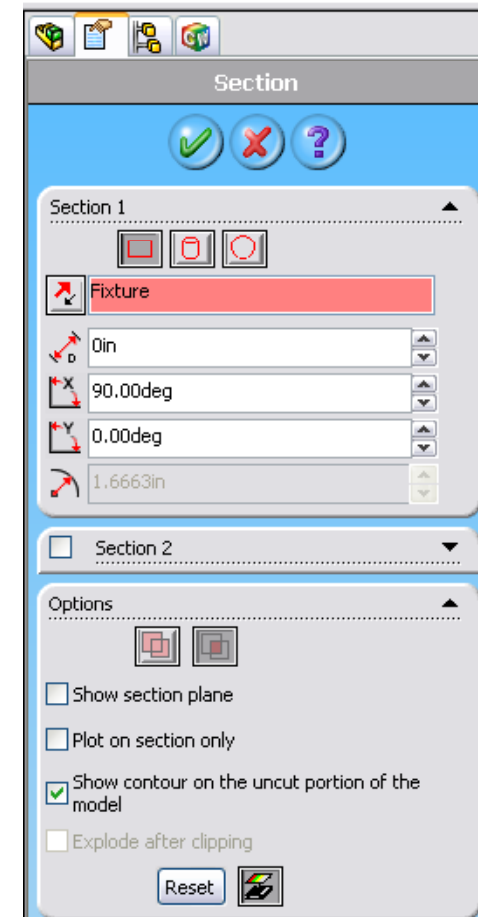 Section
?
Section 1
Fixture
D
0in
X
90.00deg
Y
0.00deg
1.6663in
Section 2
Options
Show section plane
Plot on section only
Show contour on the uncut portion of the
model
Explode after clipping
Reset